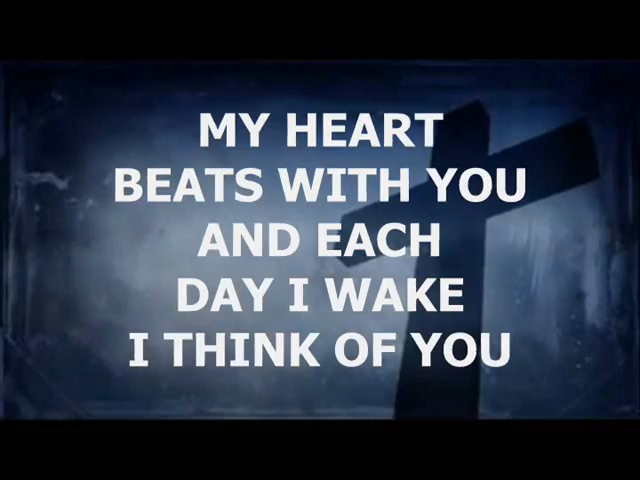 MY HEART
BEATS WITH YOU
AND EACH
DAY I WAKE
I THINK OF YOU